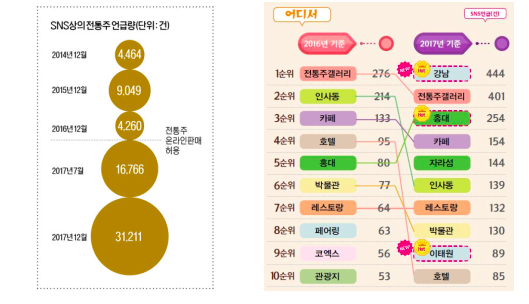 SNS상의 전통주 언급량(단위: 건)
2014년 12월 4,464
2015년 12월 9,049
2016년 12월 4,260
전통주
온라인판매
허용
2017년 7월 16,766
2017년 12월 31,211
어디서
SNS언급(건)
2016년 기준 2017년 기준
1순위 전통주갤러리 276 강남 444
2순위 인사동 214 전통주갤러리 401
3순위 카페 133 홍대 254
4순위 호텔 95 카페 154
5순위 홍대 80 자라섬 144
6순위 박물관 77 인사동 139
7순위 레스토랑 64 레스토랑 132
8순위 페어링 63 박물관 130
9순위 코엑스 56 이태원 89
10순위 관광지 53 호텔 85